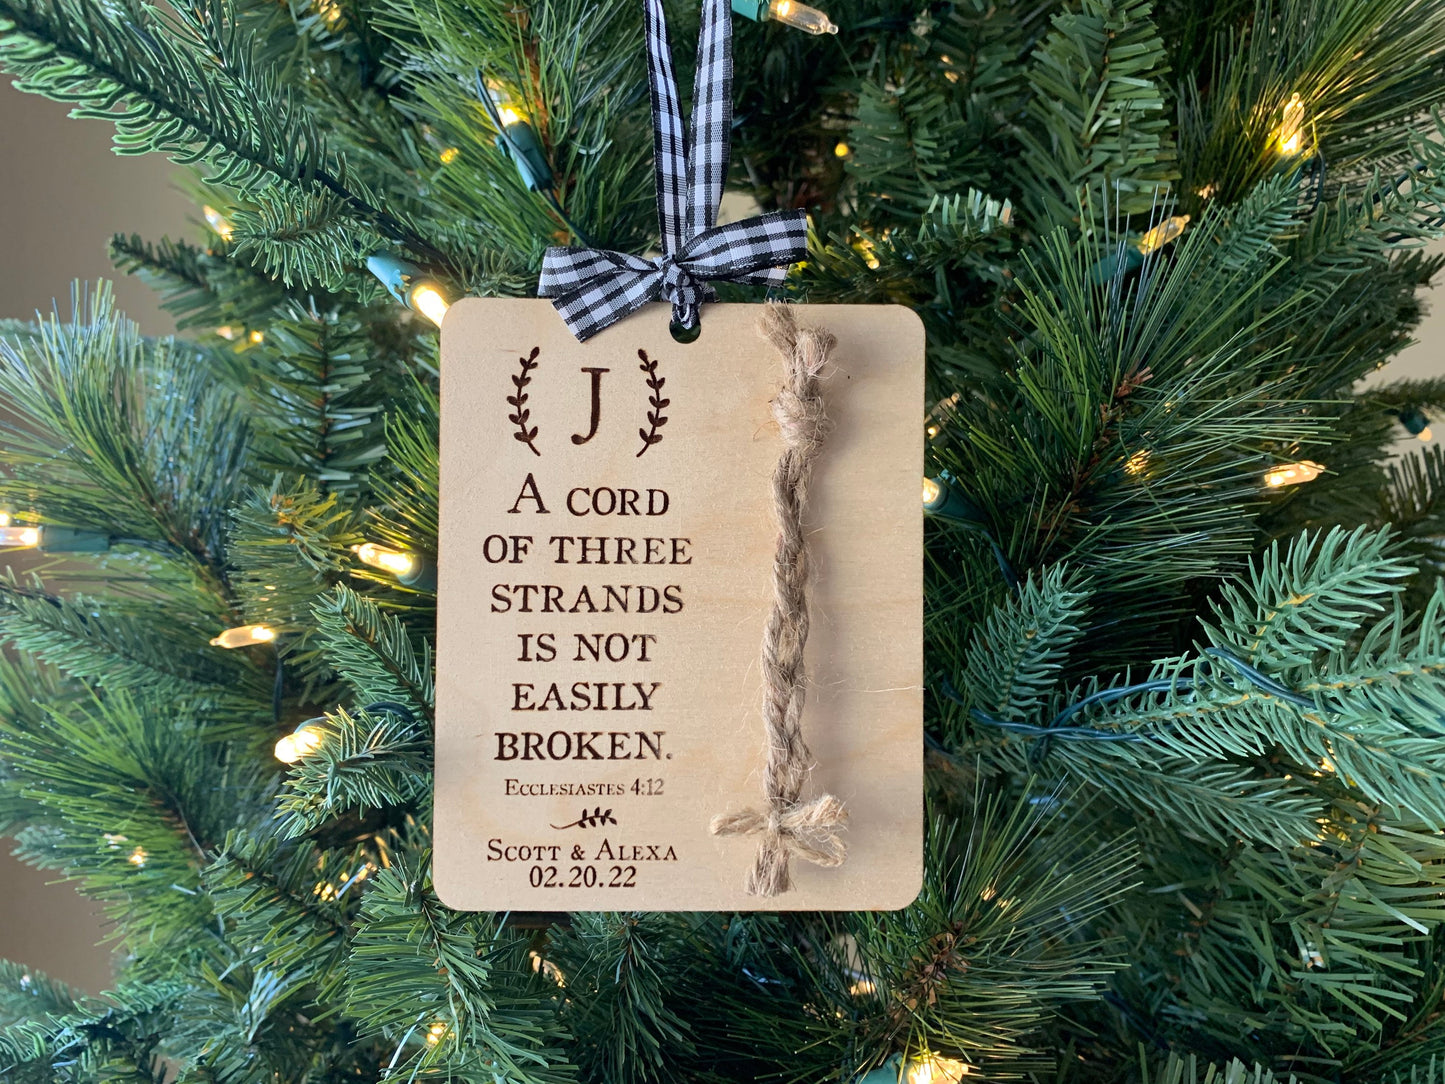 J
A CORD
OF THREE
STRANDS
IS NOT
EASILY
BROKEN.
ECCLESIASTES 4:12
SCOTT & ALEXA
02.20.22